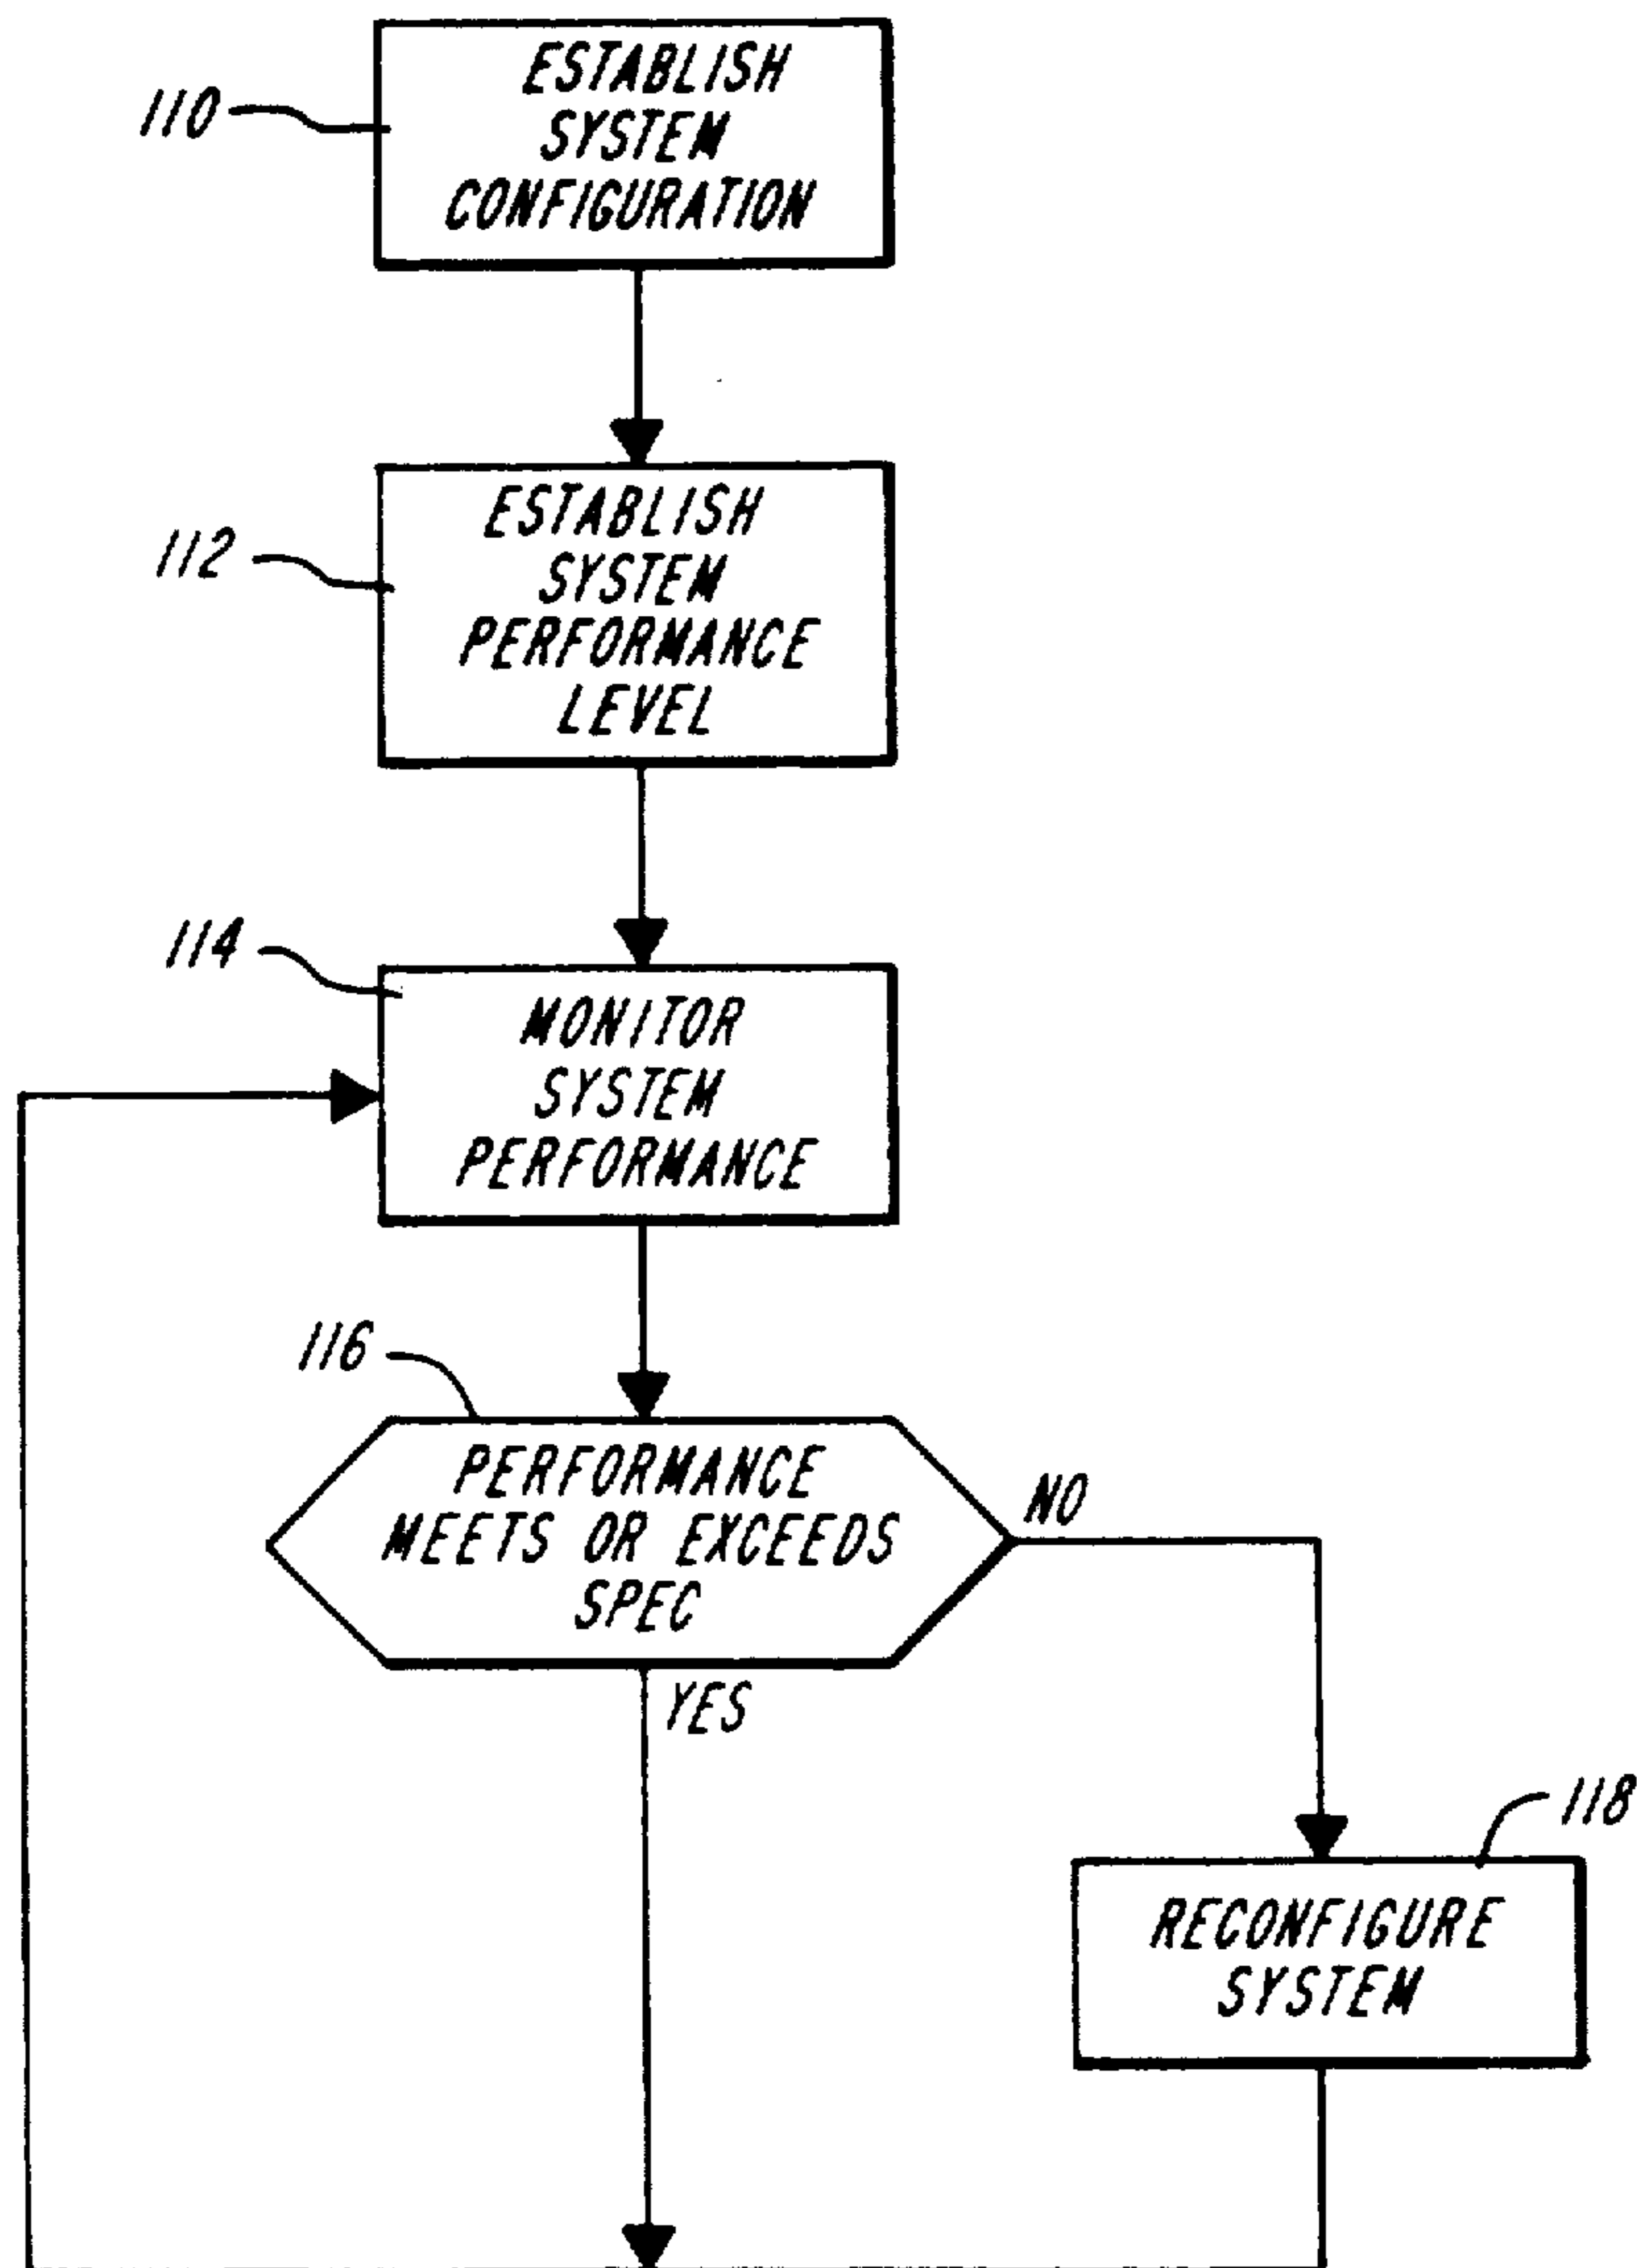 110
ESTABLISH
SYSTEM
CONFIGURATION
112
ESTABLISH
SYSTEM
PERFORMANCE
LEVEL
114
MONITOR
SYSTEM
PERFORMANCE
116
PERFORMANCE
MEETS OR EXCEEDS
SPEC
NO
YES
118
RECONFIGURE
SYSTEM